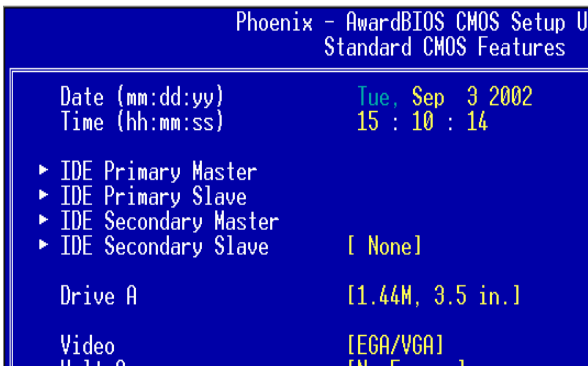 Phoenix - AwardBIOS CMOS Setup U
Standard CMOS Features
Date (mm:dd:yy) Tue, Sep 3 2002
Time (hh:mm:ss) 15 : 10 : 14
▸ IDE Primary Master
▸ IDE Primary Slave
▸ IDE Secondary Master
▸ IDE Secondary Slave [ None]
Drive A [1.44M, 3.5 in.]
Video [EGA/VGA]